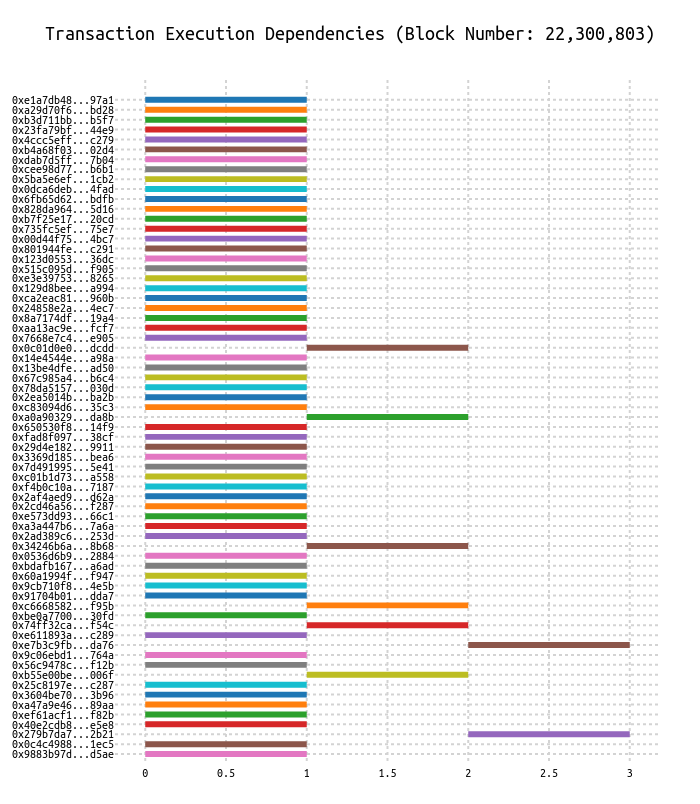 Transaction Execution Dependencies (Block Number: 22,300,803)
0xe1a7db48...97a1
0xa29d70f6...bd28
0xb3d711bb...b5f7
0x23fa79bf...44e9
0x4ccc5eff...c279
0xb4a68f03...02d4
0xdab7d5ff...7b04
0xcee98d77...b6b1
0x5ba5e6ef...1cb2
0x0dca6deb...4fad
0x6fb65d62...bdfb
0x828da964...5d16
0xb7f25e17...20cd
0x735fc5ef...75e7
0x00d44f75...4bc7
0x801944fe...c291
0x123d0553...36dc
0x515c095d...f905
0xe3e39753...8265
0x129d8bee...a994
0xca2eac81...960b
0x24858e2a...4ec7
0x8a7174df...19a4
0xaa13ac9e...fcf7
0x7668e7c4...e905
0x0c01d0e0...dcdd
0x14e4544e...a98a
0x13be4dfe...ad50
0x67c985a4...b6c4
0x78da5157...030d
0x2ea5014b...ba2b
0xc83094d6...35c3
0xa0a90329...da8b
0x650530f8...14f9
0xfad8f097...38cf
0x29d4e182...9911
0x3369d185...bea6
0x7d491995...5e41
0xc01b1d73...a558
0xf4b0c10a...7187
0x2af4aed9...d62a
0x2cd46a56...f287
0xe573dd93...66c1
0xa3a447b6...7a6a
0x2ad389c6...253d
0x34246b6a...8b68
0x0536d6b9...2884
0xbdafb167...a6ad
0x60a1994f...f947
0x9cb710f8...4e5b
0x91704b01...dda7
0xc6668582...f95b
0xbe0a7700...30fd
0x74ff32ca...f54c
0xe611893a...c289
0xe7b3c9fb...da76
0x9c06ebd1...764a
0x56c9478c...f12b
0xb55e00be...006f
0x25c8197e...c287
0x3604be70...3b96
0xa47a9e46...89aa
0xef61acf1...f82b
0x40e2cdb8...e5e8
0x279b7da7...2b21
0x0c4c4988...1ec5
0x9883b97d...d5ae
0 0.5 1 1.5 2 2.5 3